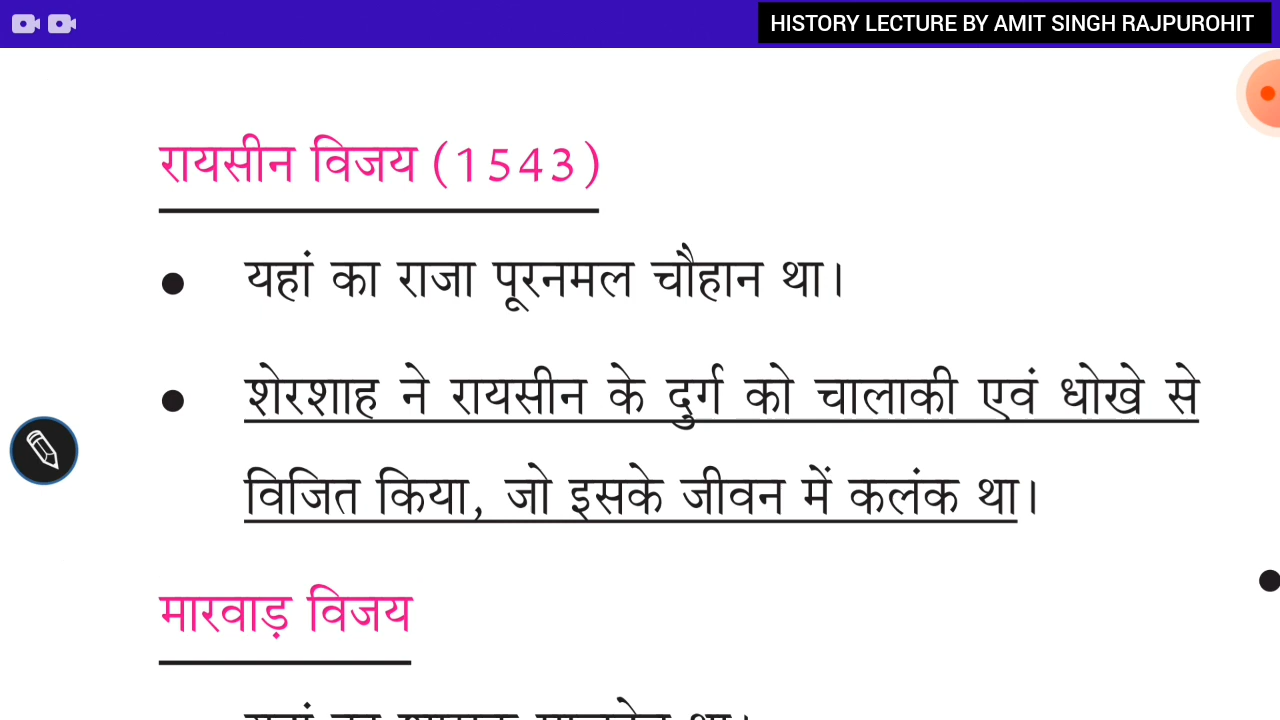 HISTORY LECTURE BY AMIT SINGH RAJPUROHIT
रायसीन विजय (1543)
● यहां का राजा पूरनमल चौहान था।
● शेरशाह ने रायसीन के दुर्ग को चालाकी एवं धोखे से
विजित किया, जो इसके जीवन में कलंक था।
मारवाड़ विजय